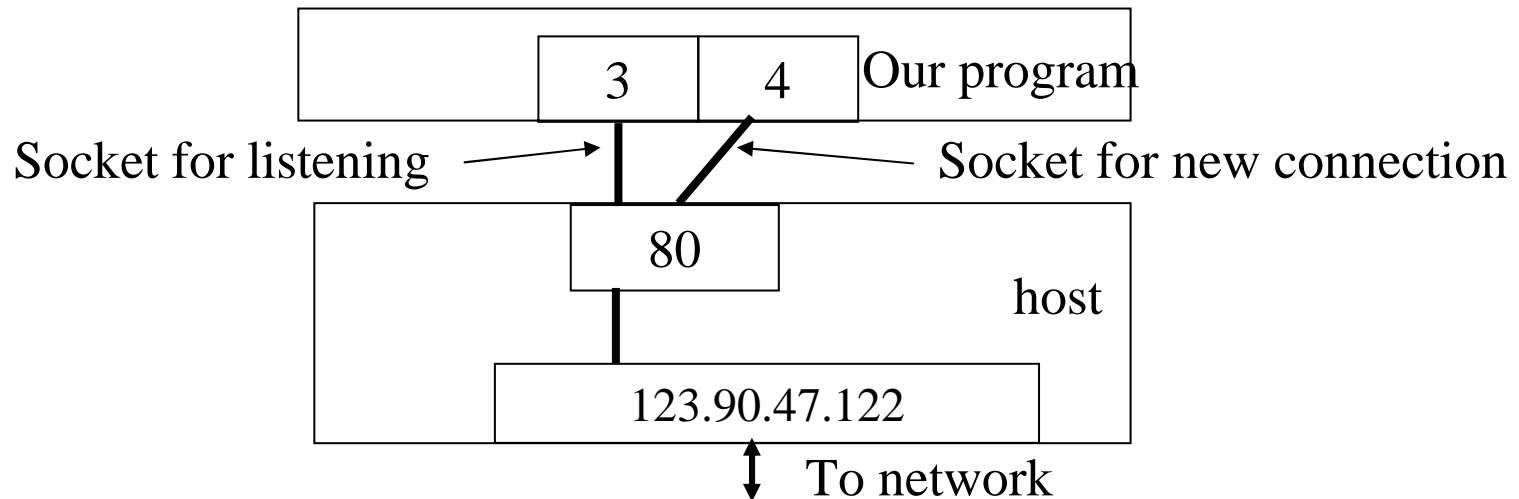 3
4
Our program
Socket for listening
Socket for new connection
80
host
123.90.47.122
To network